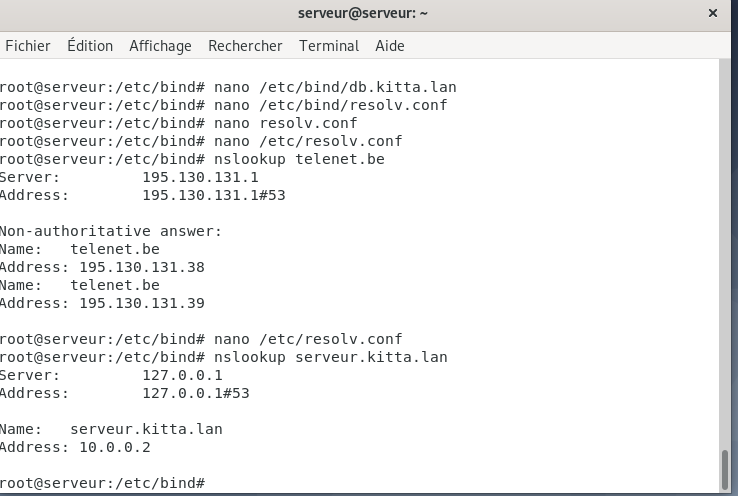 serveur@serveur: ~
Fichier Édition Affichage Rechercher Terminal Aide
root@serveur:/etc/bind# nano /etc/bind/db.kitta.lan
root@serveur:/etc/bind# nano /etc/bind/resolv.conf
root@serveur:/etc/bind# nano resolv.conf
root@serveur:/etc/bind# nano /etc/resolv.conf
root@serveur:/etc/bind# nslookup telenet.be
Server:         195.130.131.1
Address:        195.130.131.1#53
Non-authoritative answer:
Name:   telenet.be
Address: 195.130.131.38
Name:   telenet.be
Address: 195.130.131.39
root@serveur:/etc/bind# nano /etc/resolv.conf
root@serveur:/etc/bind# nslookup serveur.kitta.lan
Server:         127.0.0.1
Address:        127.0.0.1#53
Name:   serveur.kitta.lan
Address: 10.0.0.2
root@serveur:/etc/bind#